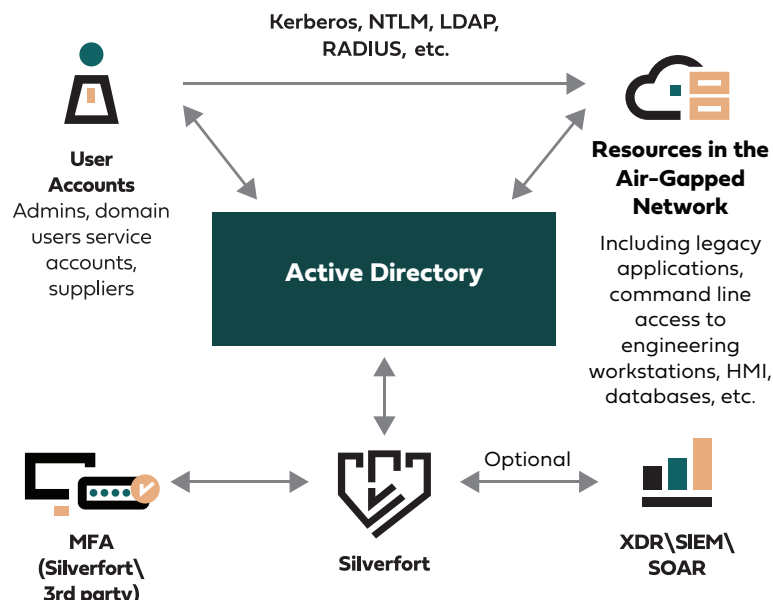 Kerberos, NTLM, LDAP,
RADIUS, etc.
User
Accounts
Admins, domain
users service
accounts,
suppliers
Resources in the
Air-Gapped
Network
Including legacy
applications,
command line
access to
engineering
workstations, HMI,
databases, etc.
Active Directory
Optional
MFA
(Silverfort\
3rd party)
Silverfort
XDR\SIEM\
SOAR